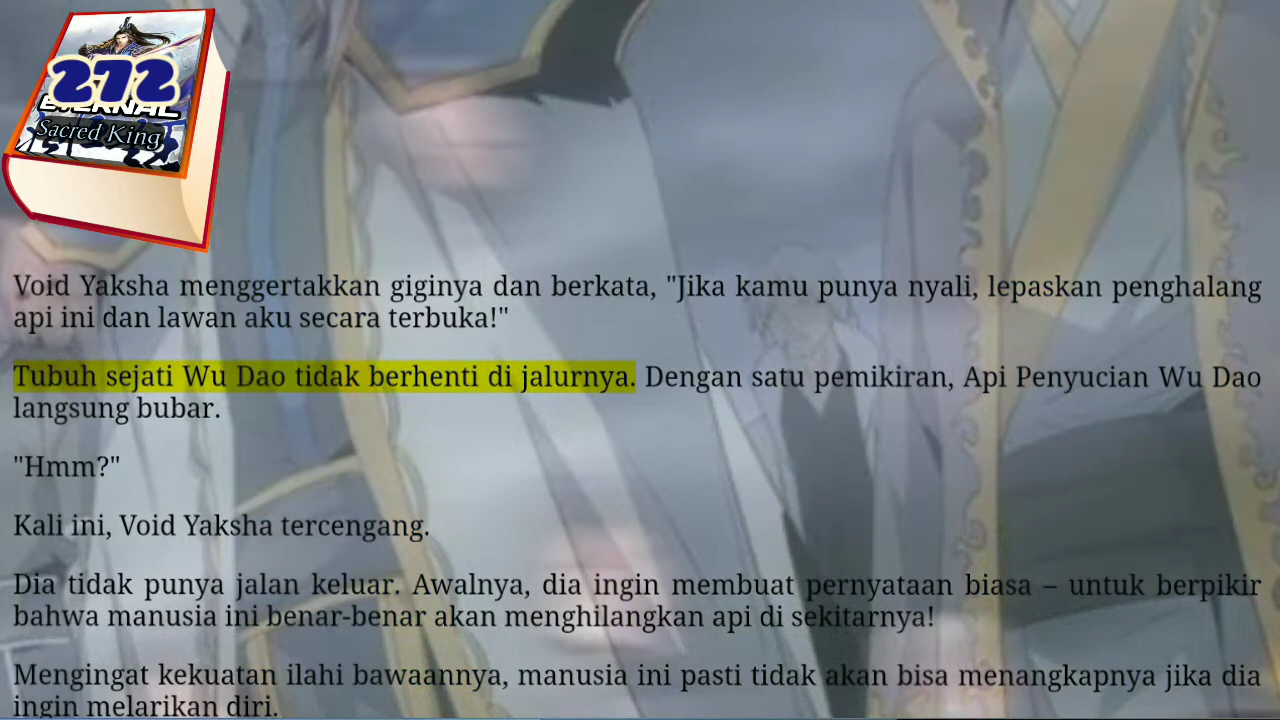 272
ETERNAL
Sacred King
Void Yaksha menggertakkan giginya dan berkata, "Jika kamu punya nyali, lepaskan penghalang
api ini dan lawan aku secara terbuka!"
Tubuh sejati Wu Dao tidak berhenti di jalurnya. Dengan satu pemikiran, Api Penyucian Wu Dao
langsung bubar.
"Hmm?"
Kali ini, Void Yaksha tercengang.
Dia tidak punya jalan keluar. Awalnya, dia ingin membuat pernyataan biasa – untuk berpikir
bahwa manusia ini benar-benar akan menghilangkan api di sekitarnya!
Mengingat kekuatan ilahi bawaannya, manusia ini pasti tidak akan bisa menangkapnya jika dia
ingin melarikan diri.